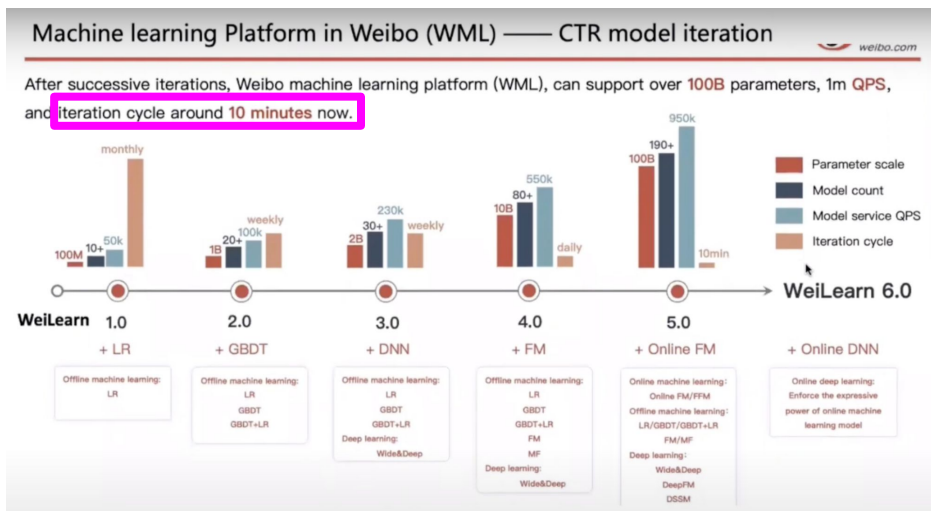 Machine learning Platform in Weibo (WML) —— CTR model iteration
weibo.com
After successive iterations, Weibo machine learning platform (WML), can support over 100B parameters, 1m QPS,
and iteration cycle around 10 minutes now.
100M 10+ 50k monthly
1B 20+ 100k weekly
2B 30+ 230k weekly
10B 80+ 550k daily
100B 190+ 950k 10min
Parameter scale
Model count
Model service QPS
Iteration cycle
WeiLearn 1.0 2.0 3.0 4.0 5.0 WeiLearn 6.0
+ LR
Offline machine learning:
LR
+ GBDT
Offline machine learning:
LR
GBDT
GBDT+LR
+ DNN
Offline machine learning:
LR
GBDT
GBDT+LR
Deep learning:
Wide&Deep
+ FM
Offline machine learning:
LR
GBDT
GBDT+LR
FM
MF
Deep learning:
Wide&Deep
+ Online FM
Online machine learning:
Online FM/FFM
Offline machine learning:
LR/GBDT/GBDT+LR
FM/MF
Deep learning:
Wide&Deep
DeepFM
DSSM
+ Online DNN
Online deep learning:
Enforce the expressive
power of online machine
learning model